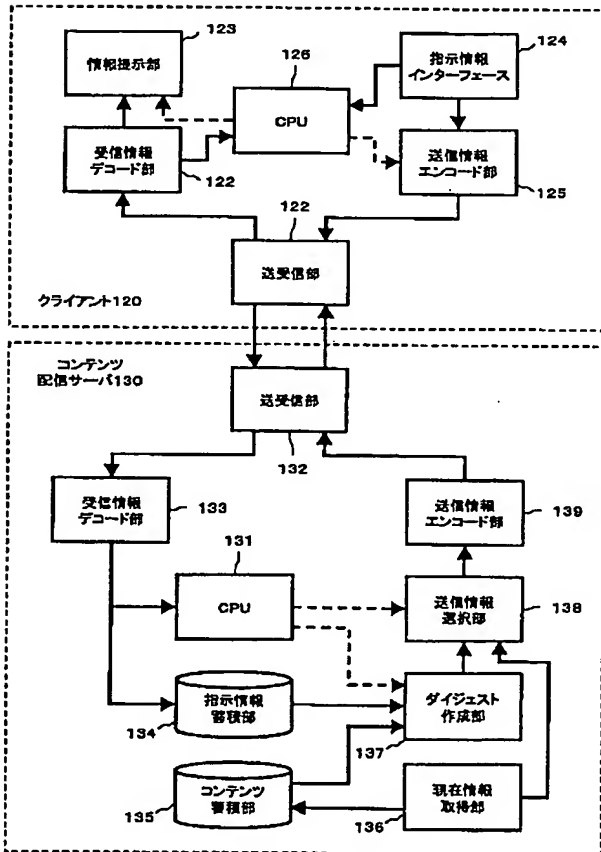 123
情報提示部
126
CPU
124
指示情報
インターフェース
受信情報
デコード部
122
送信情報
エンコード部
125
122
送受信部
クライアント120
コンテンツ
配信サーバ130
送受信部
132
受信情報
デコード部
133
送信情報
エンコード部
139
131
CPU
送信情報
選択部
138
指示情報
蓄積部
134
ダイジェスト
作成部
137
コンテンツ
蓄積部
135
現在情報
取得部
136